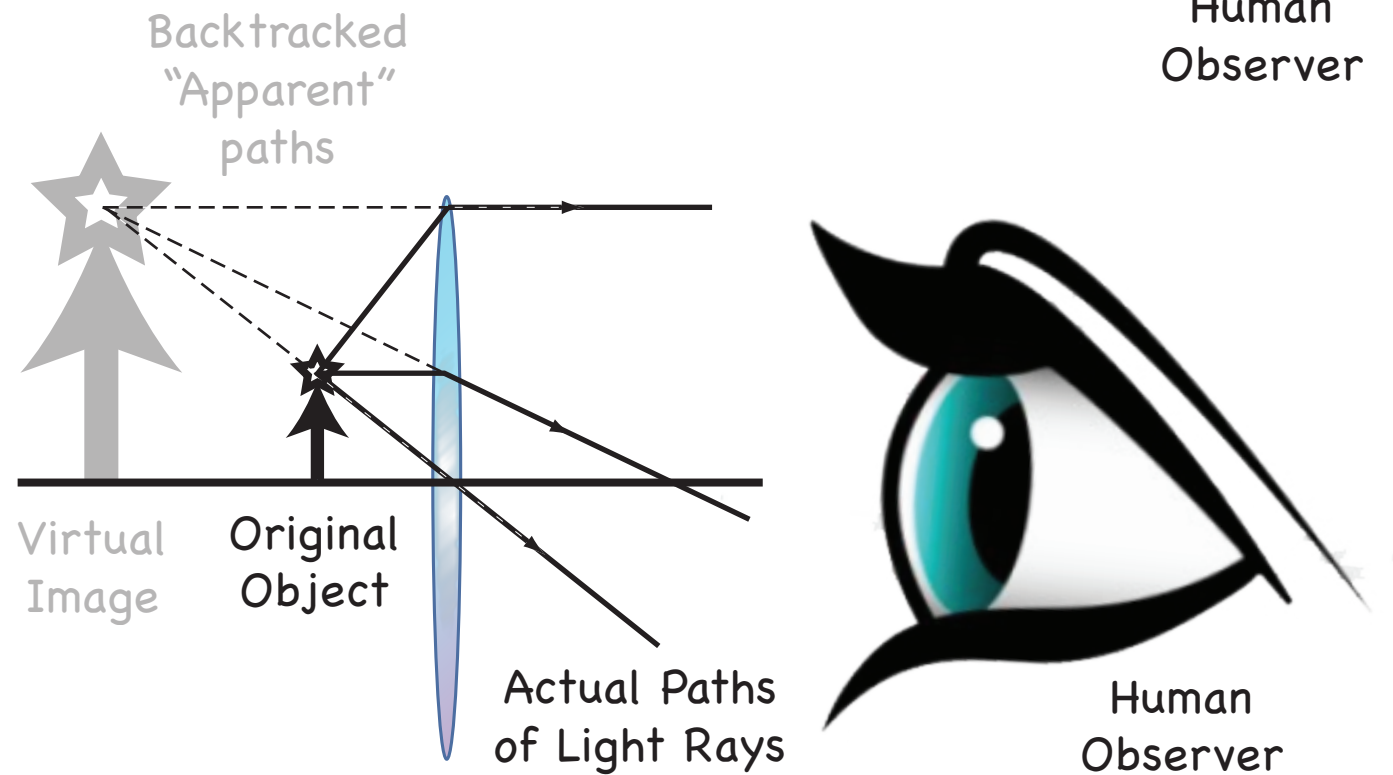 Human
Observer
Backtracked
“Apparent”
paths
Virtual
Image
Original
Object
Actual Paths
of Light Rays
Human
Observer